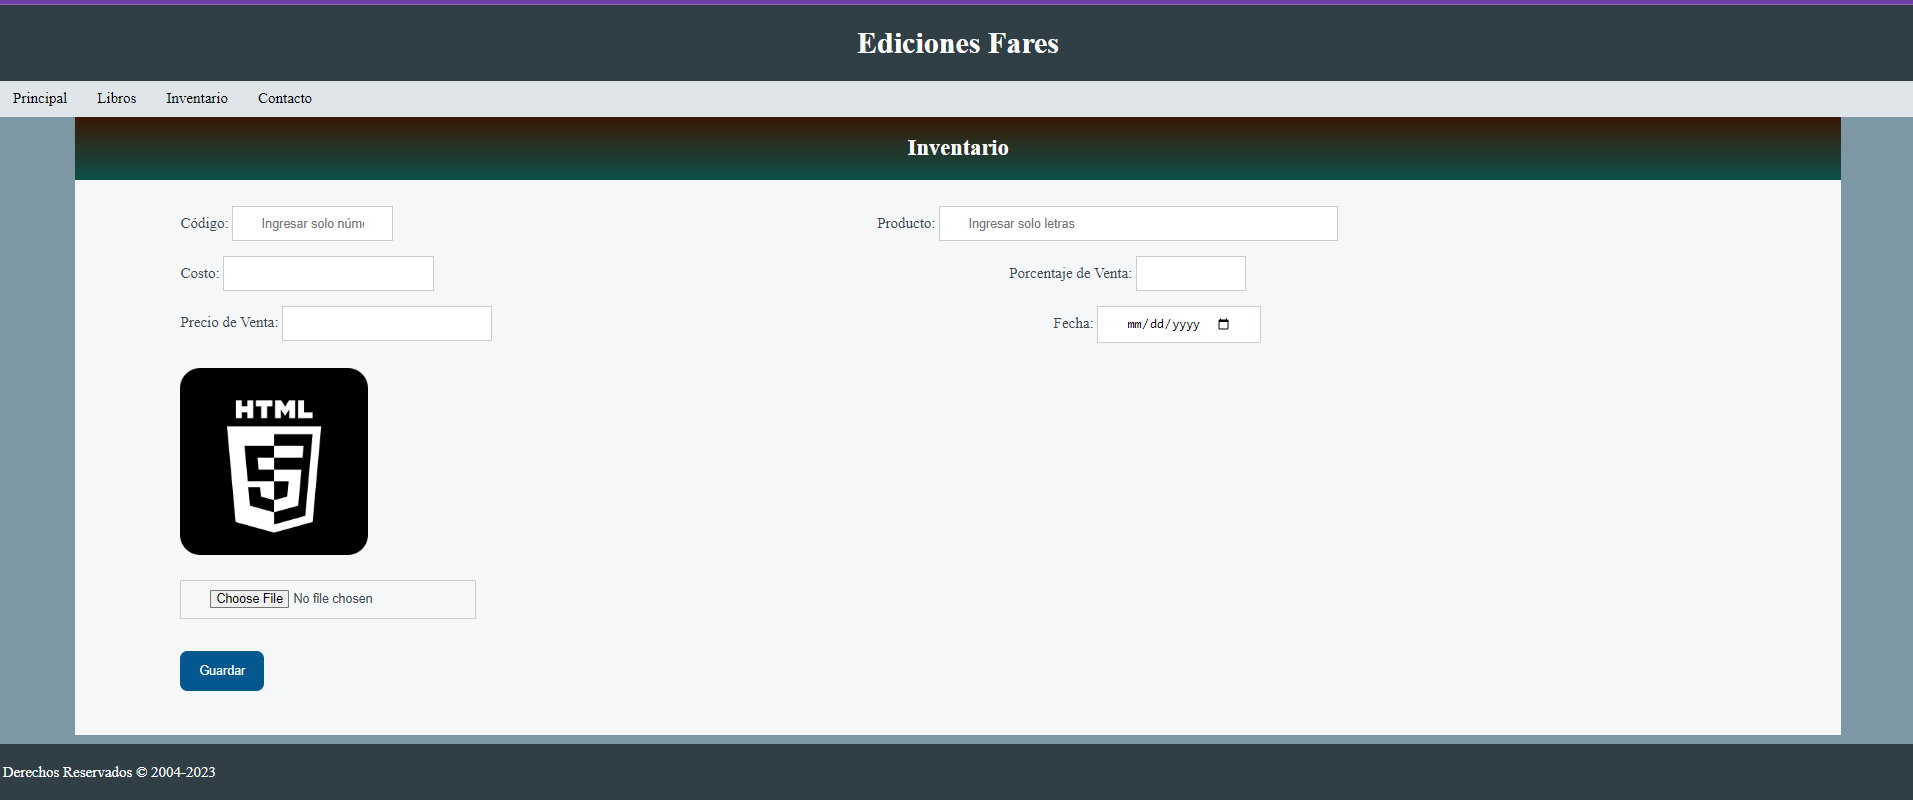 Ediciones Fares
Principal Libros Inventario Contacto
Inventario
Código: Ingresar solo núme Producto: Ingresar solo letras
Costo: Porcentaje de Venta:
Precio de Venta: Fecha: mm/dd/yyyy
HTML
5
Choose File No file chosen
Guardar
Derechos Reservados © 2004-2023